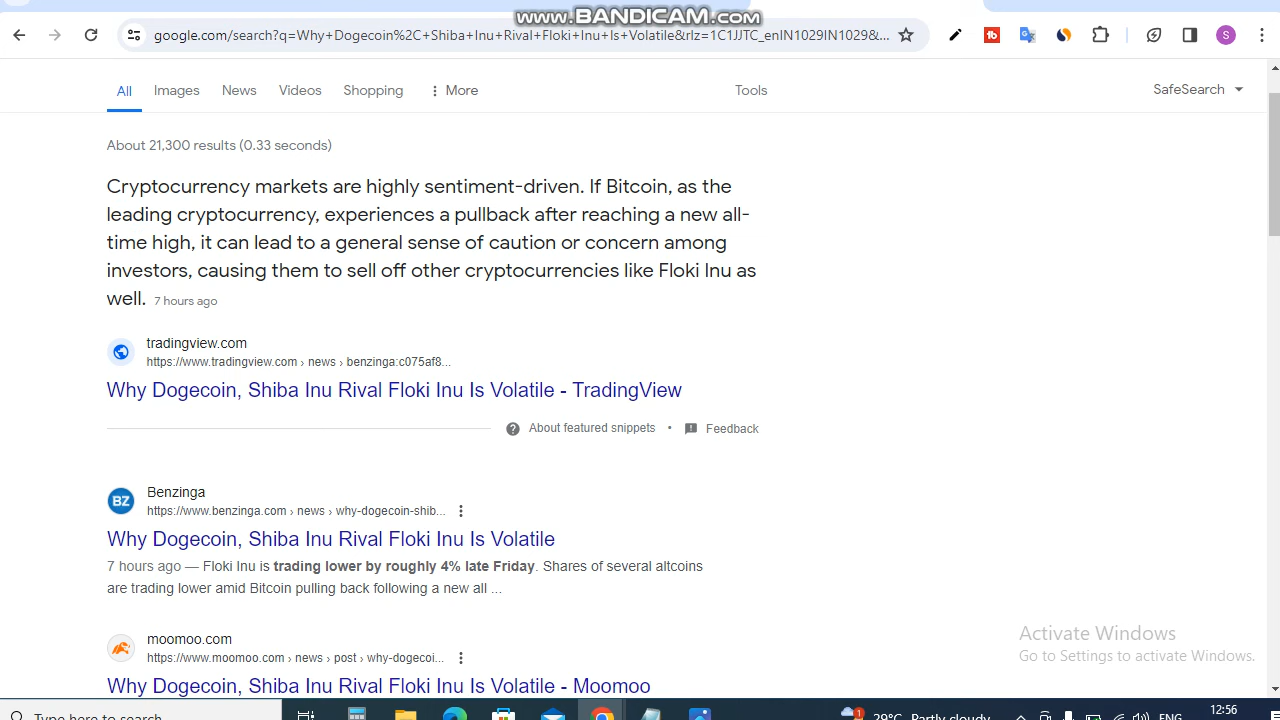 www.BANDICAM.com
google.com/search?q=Why+Dogecoin%2C+Shiba+Inu+Rival+Floki+Inu+Is+Volatile&rlz=1C1JJTC_enIN1029IN1029&...
S
All Images News Videos Shopping More Tools SafeSearch
About 21,300 results (0.33 seconds)
Cryptocurrency markets are highly sentiment-driven. If Bitcoin, as the
leading cryptocurrency, experiences a pullback after reaching a new all-
time high, it can lead to a general sense of caution or concern among
investors, causing them to sell off other cryptocurrencies like Floki Inu as
well. 7 hours ago
tradingview.com
https://www.tradingview.com › news › benzinga:c075af8...
Why Dogecoin, Shiba Inu Rival Floki Inu Is Volatile - TradingView
About featured snippets • Feedback
BZ
Benzinga
https://www.benzinga.com › news › why-dogecoin-shib...
Why Dogecoin, Shiba Inu Rival Floki Inu Is Volatile
7 hours ago — Floki Inu is trading lower by roughly 4% late Friday. Shares of several altcoins
are trading lower amid Bitcoin pulling back following a new all ...
moomoo.com
https://www.moomoo.com › news › post › why-dogecoi...
Why Dogecoin, Shiba Inu Rival Floki Inu Is Volatile - Moomoo
Activate Windows
Go to Settings to activate Windows.
Type here to search
1
29°C Partly cloudy
ENG
12:56